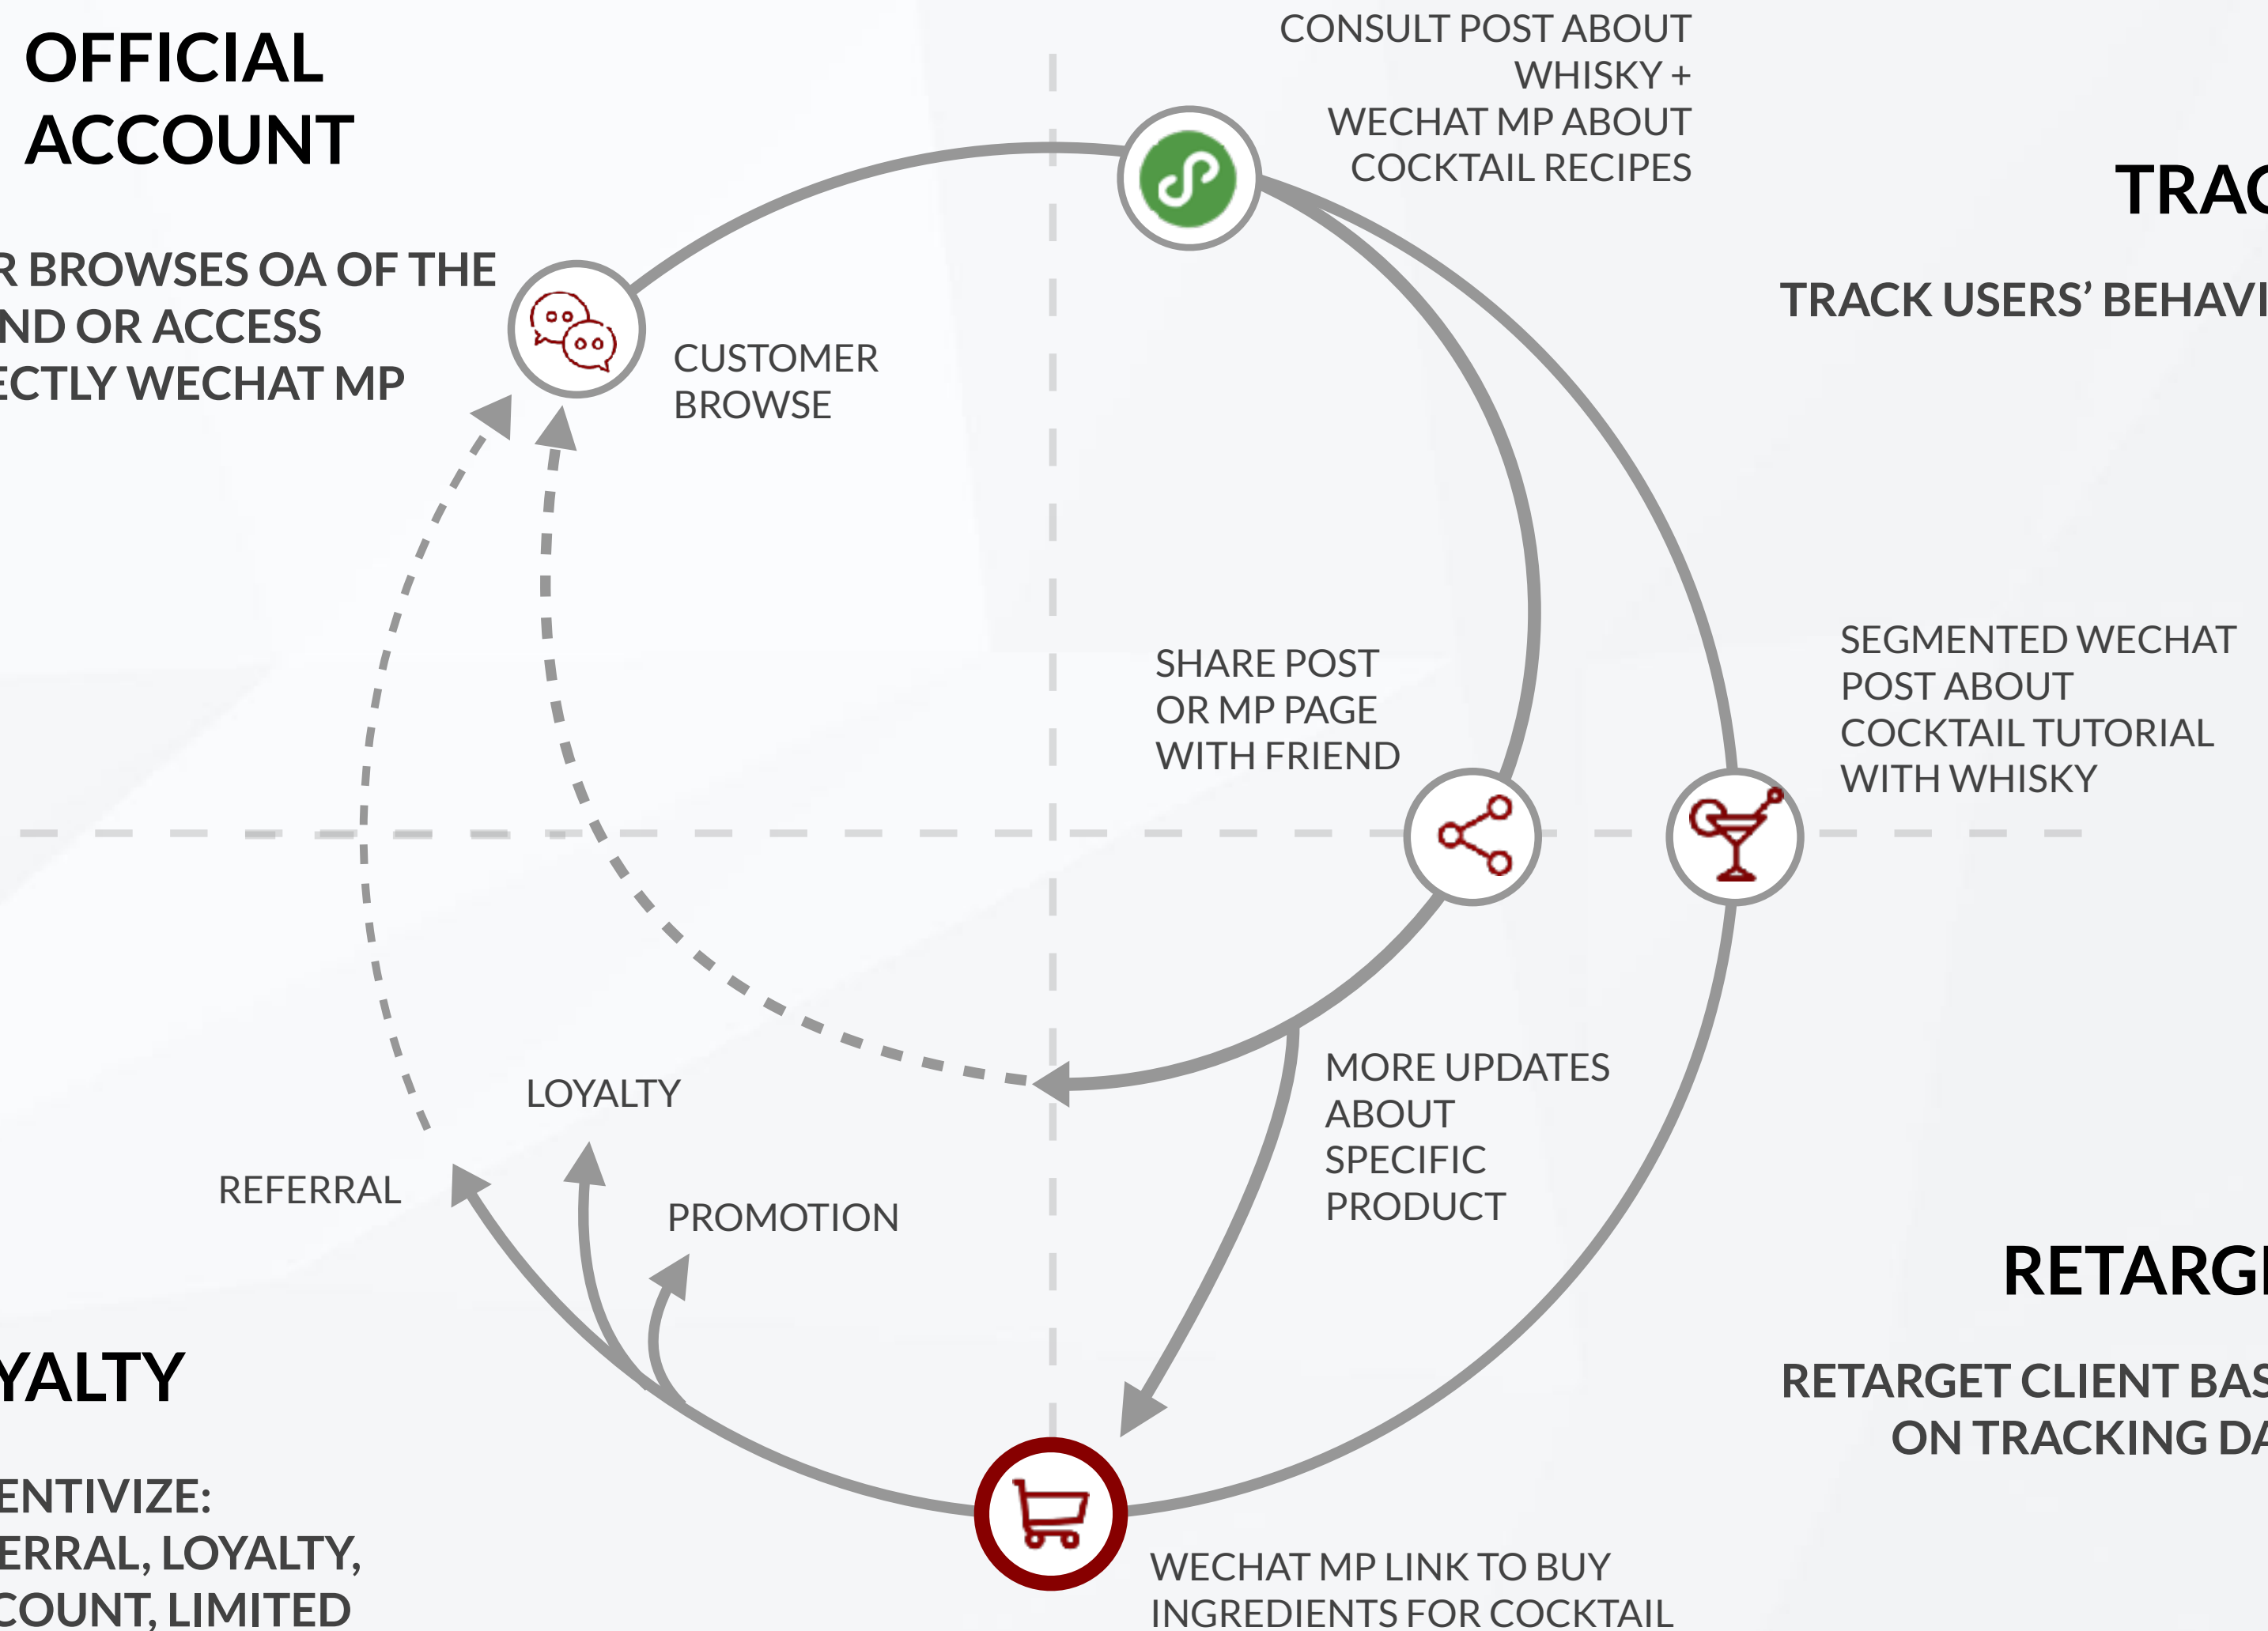 OFFICIAL
ACCOUNT
R BROWSES OA OF THE
ND OR ACCESS
ECTLY WECHAT MP
CUSTOMER
BROWSE
CONSULT POST ABOUT
WHISKY +
WECHAT MP ABOUT
COCKTAIL RECIPES
TRAC
TRACK USERS’ BEHAVI
SHARE POST
OR MP PAGE
WITH FRIEND
SEGMENTED WECHAT
POST ABOUT
COCKTAIL TUTORIAL
WITH WHISKY
MORE UPDATES
ABOUT
SPECIFIC
PRODUCT
LOYALTY
REFERRAL
PROMOTION
RETARGE
RETARGET CLIENT BAS
ON TRACKING DA
YALTY
ENTIVIZE:
ERRAL, LOYALTY,
COUNT, LIMITED
WECHAT MP LINK TO BUY
INGREDIENTS FOR COCKTAIL